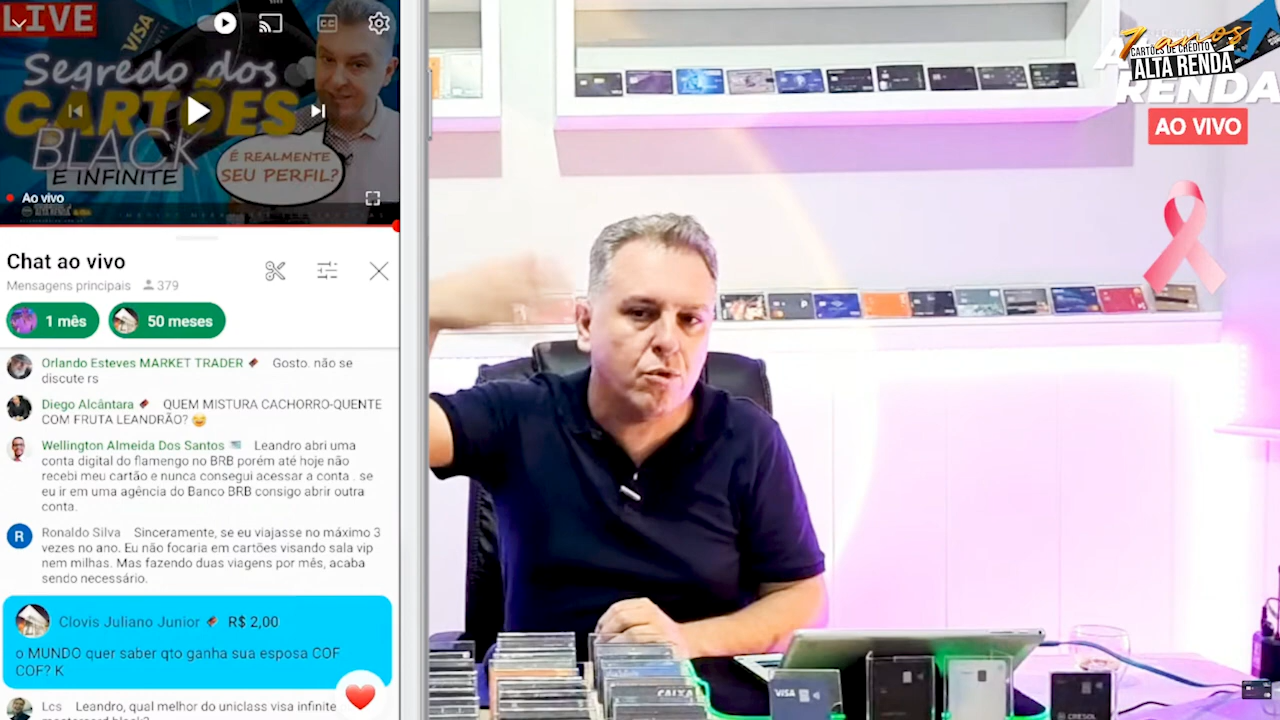 LIVE
VISA
Segredo dos
CARTÕES
BLACK
E INFINITE
É REALMENTE
SEU PERFIL?
Ao vivo
Chat ao vivo
Mensagens principais 379
1 mês 50 meses
Orlando Esteves MARKET TRADER Gosto. não se
discute rs
Diego Alcântara QUEM MISTURA CACHORRO-QUENTE
COM FRUTA LEANDRÃO? 😅
Wellington Almeida Dos Santos Leandro abri uma
conta digital do flamengo no BRB porém até hoje não
recebi meu cartão e nunca consegui acessar a conta . se
eu ir em uma agência do Banco BRB consigo abrir outra
conta.
R Ronaldo Silva Sinceramente, se eu viajasse no máximo 3
vezes no ano. Eu não focaria em cartões visando sala vip
nem milhas. Mas fazendo duas viagens por mês, acaba
sendo necessário.
Clovis Juliano Junior R$ 2,00
o MUNDO quer saber qto ganha sua esposa COF
COF? K
Lcs Leandro, qual melhor do uniclass visa infinite
mastercard black?
7 anos
CARTÕES DE CRÉDITO
ALTA RENDA
RENDA
AO VIVO
CAIXA
VISA
CRESOL